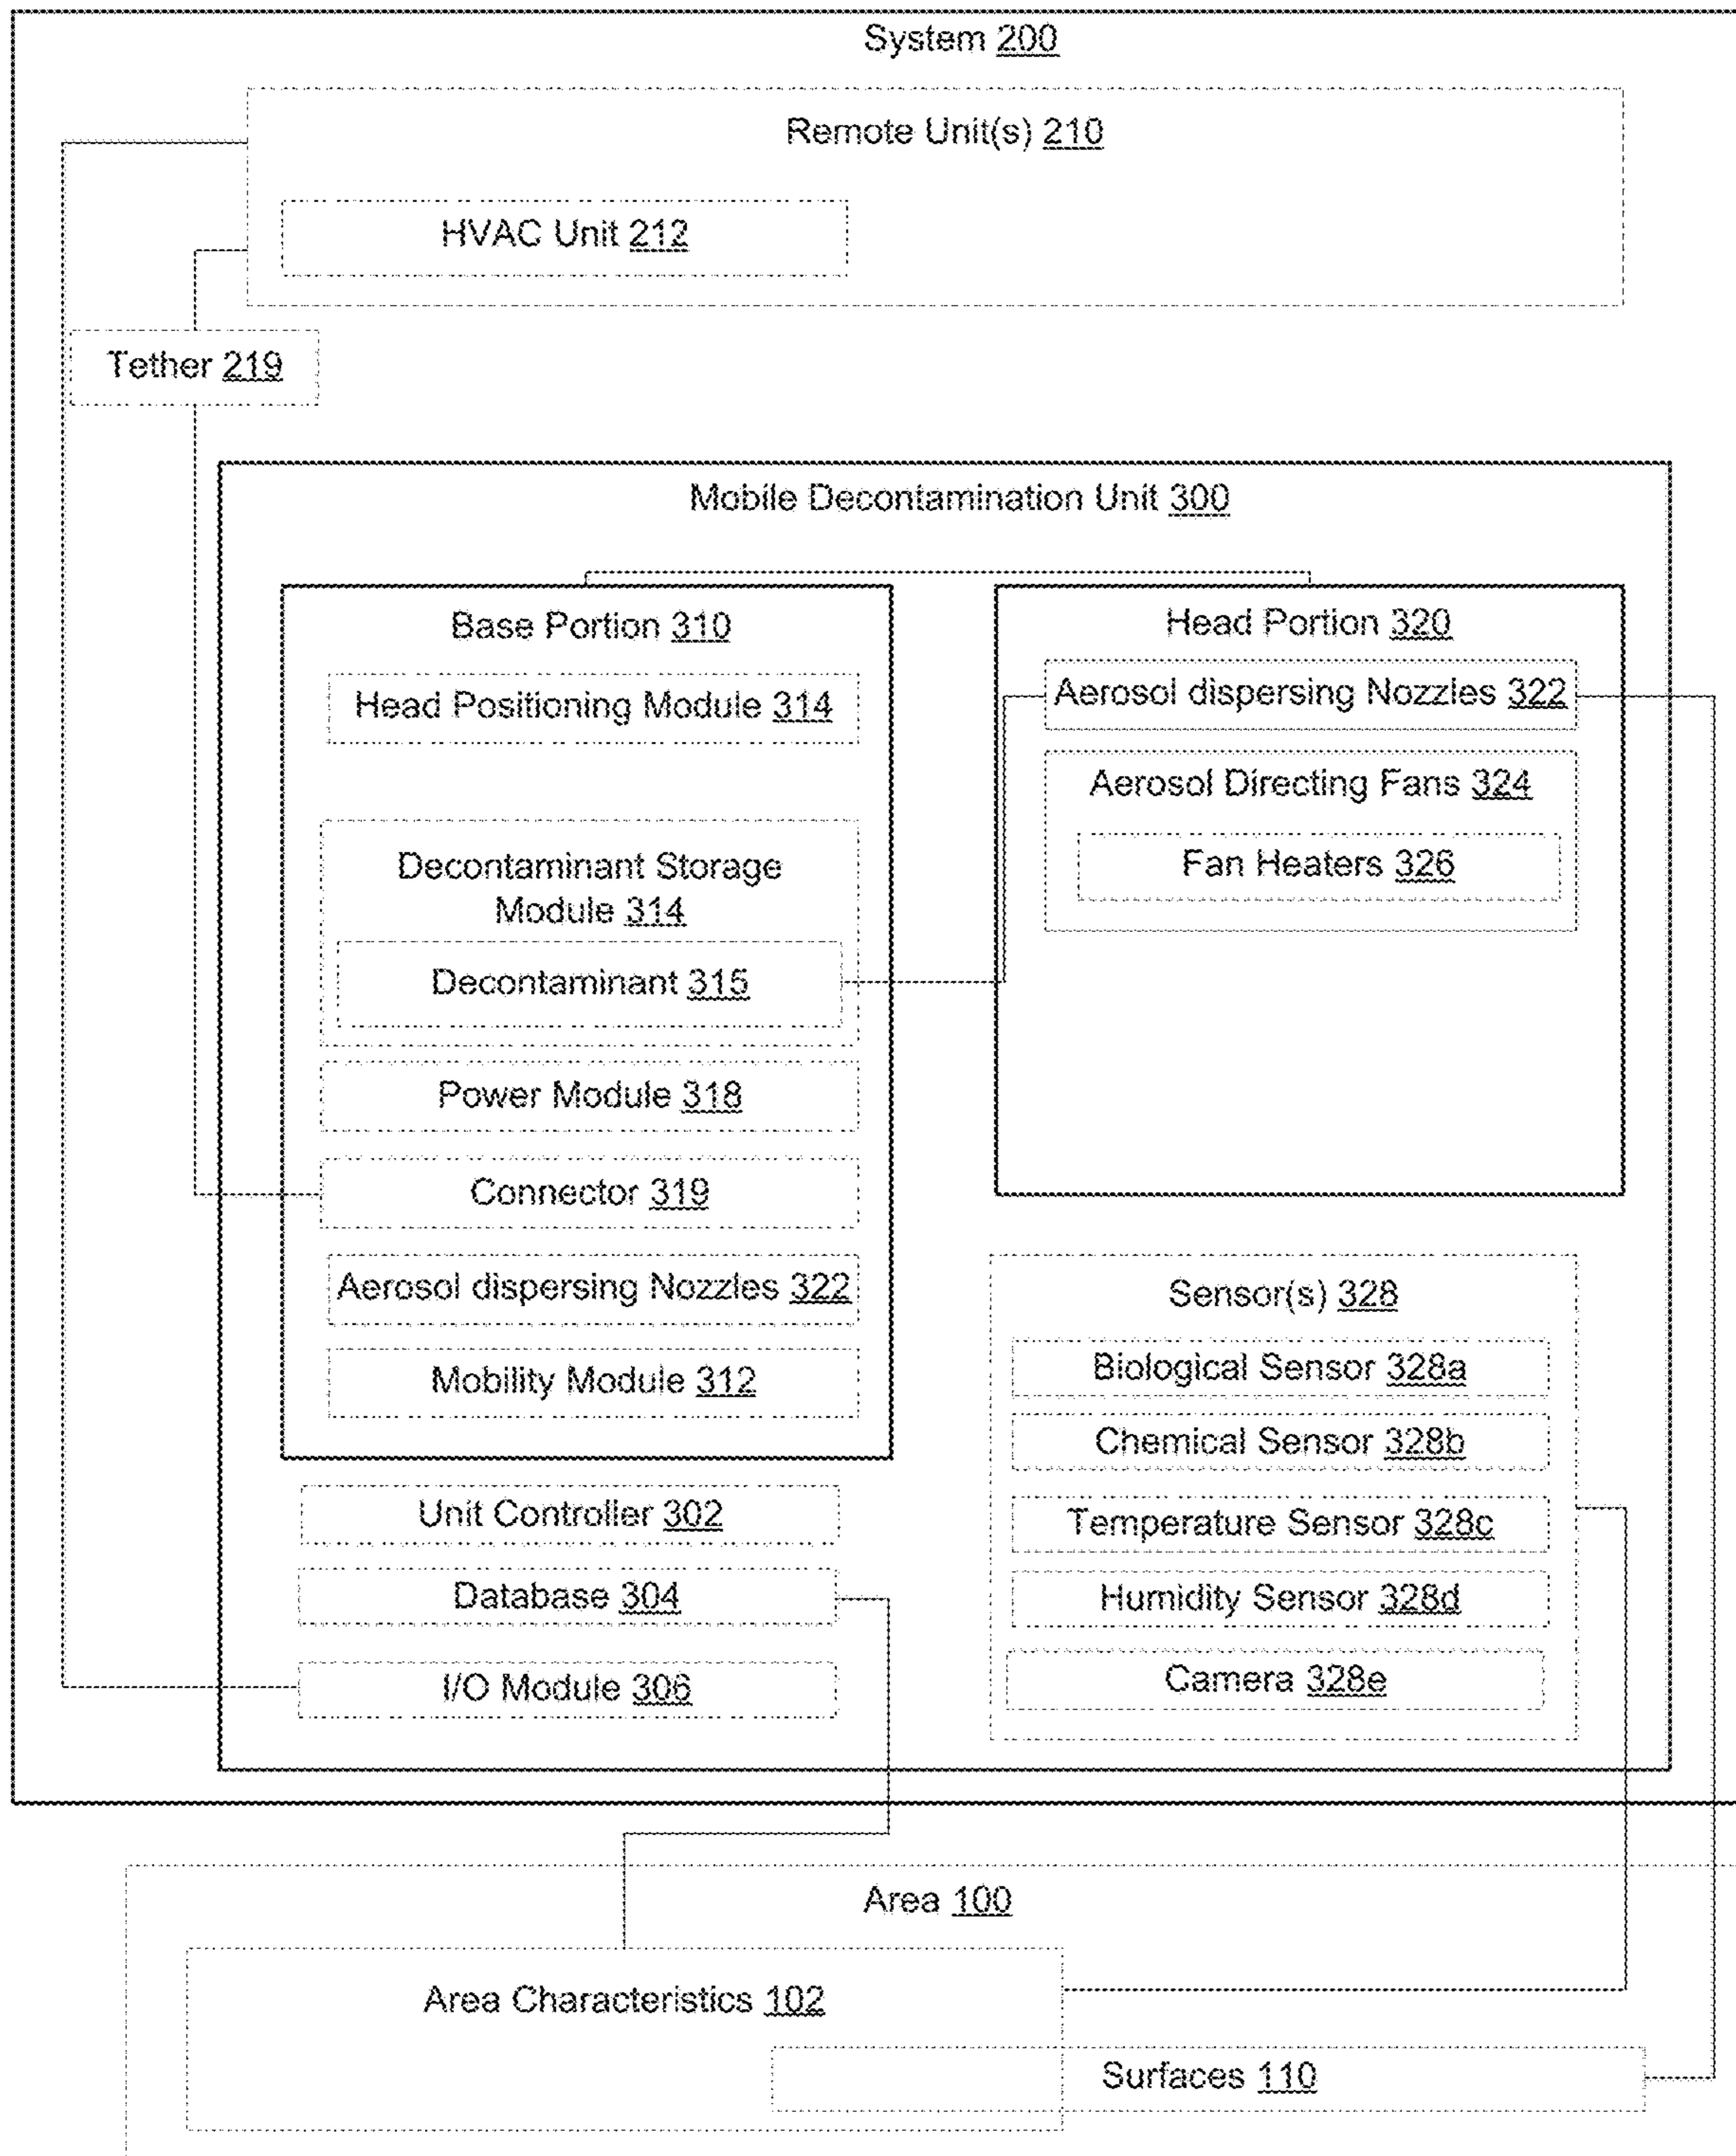 System 200
Remote Unit(s) 210
HVAC Unit 212
Tether 219
Mobile Decontamination Unit 300
Base Portion 310
Head Positioning Module 314
Decontaminant Storage
Module 314
Decontaminant 315
Power Module 318
Connector 319
Aerosol dispersing Nozzles 322
Mobility Module 312
Head Portion 320
Aerosol dispersing Nozzles 322
Aerosol Directing Fans 324
Fan Heaters 326
Unit Controller 302
Database 304
I/O Module 306
Sensor(s) 328
Biological Sensor 328a
Chemical Sensor 328b
Temperature Sensor 328c
Humidity Sensor 328d
Camera 328e
Area 100
Area Characteristics 102
Surfaces 110